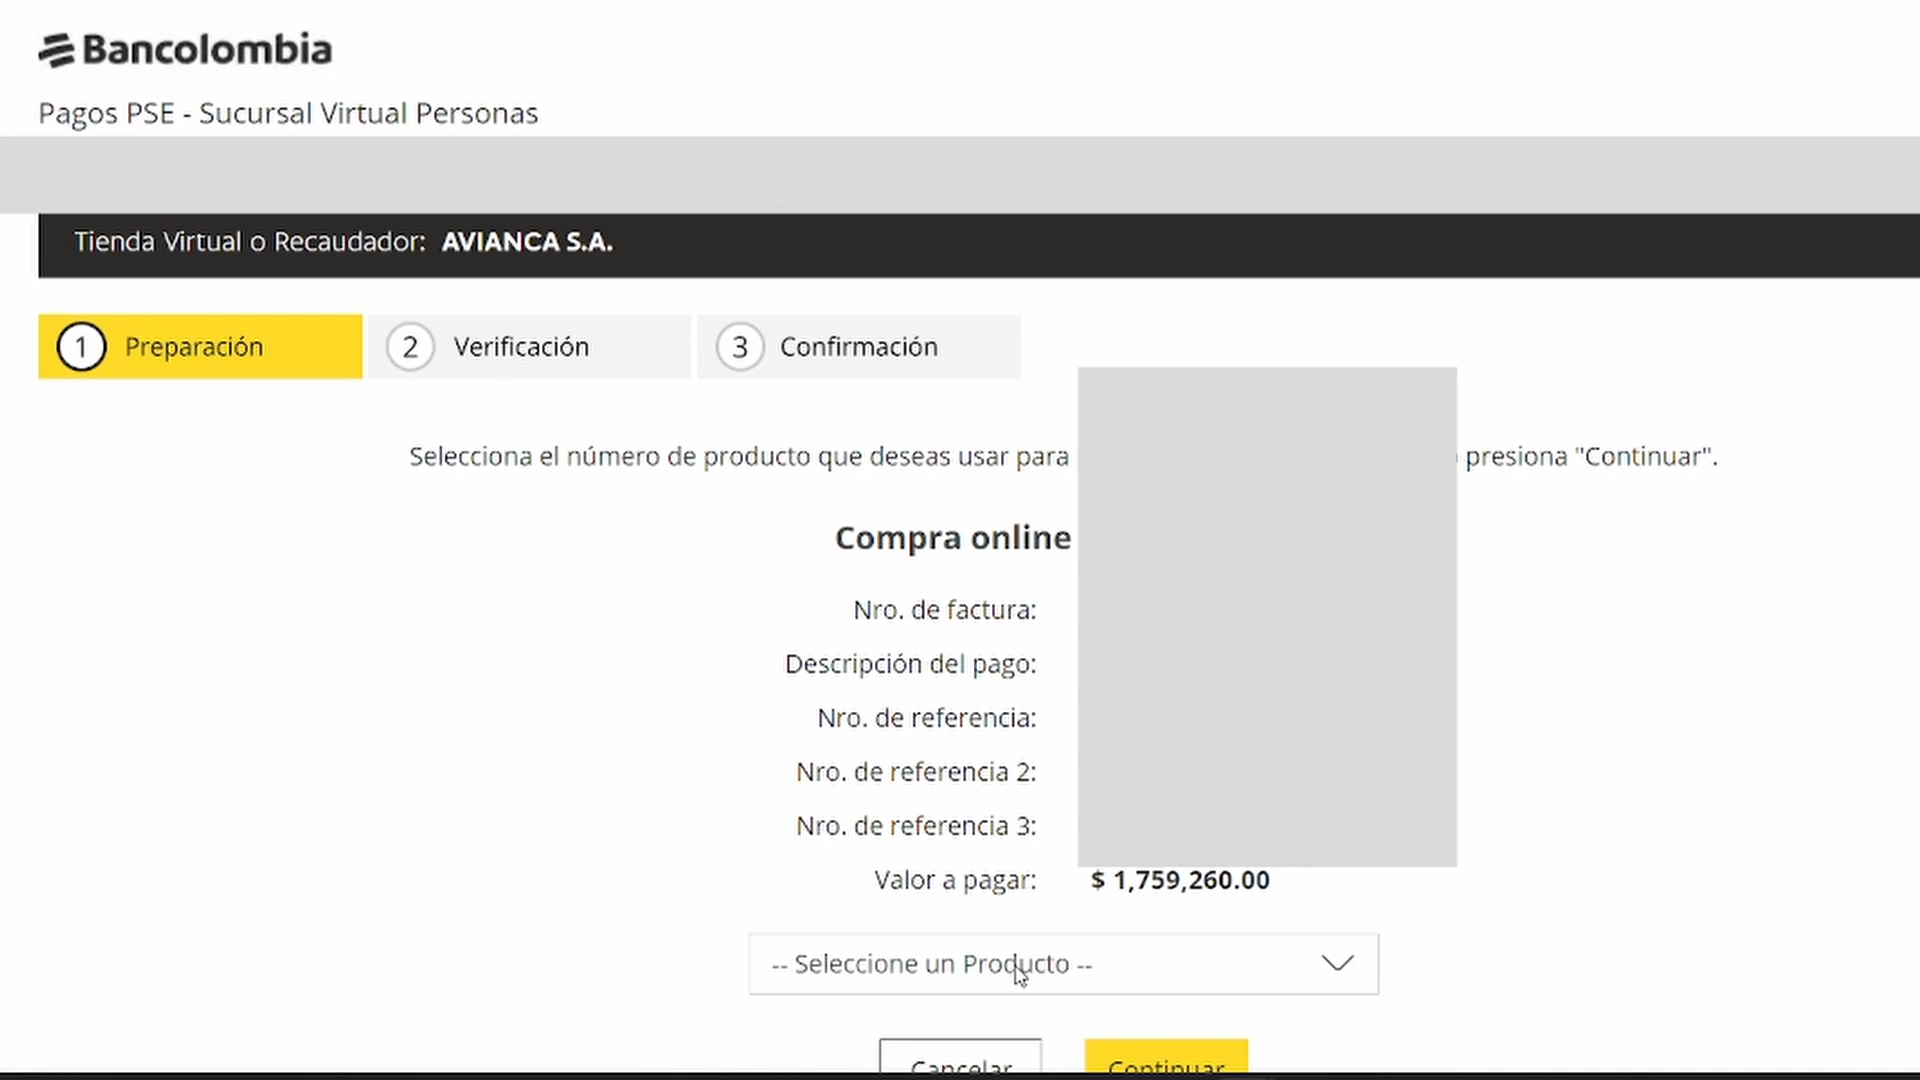 Bancolombia
Pagos PSE - Sucursal Virtual Personas
Tienda Virtual o Recaudador: AVIANCA S.A.
1 Preparación 2 Verificación 3 Confirmación
Selecciona el número de producto que deseas usar para presiona "Continuar".
Compra online
Nro. de factura:
Descripción del pago:
Nro. de referencia:
Nro. de referencia 2:
Nro. de referencia 3:
Valor a pagar: $ 1,759,260.00
-- Seleccione un Producto --
Cancelar Continuar